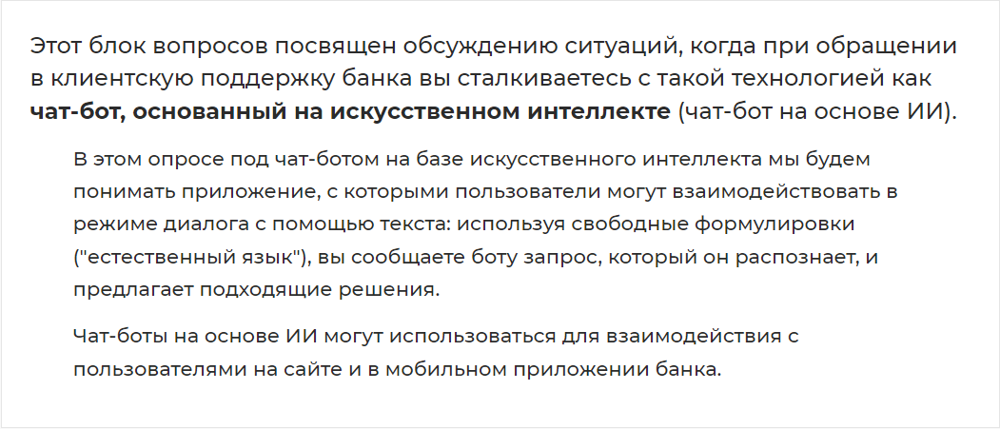 Этот блок вопросов посвящен обсуждению ситуаций, когда при обращении
в клиентскую поддержку банка вы сталкиваетесь с такой технологией как
чат-бот, основанный на искусственном интеллекте (чат-бот на основе ИИ).
В этом опросе под чат-ботом на базе искусственного интеллекта мы будем
понимать приложение, с которыми пользователи могут взаимодействовать в
режиме диалога с помощью текста: используя свободные формулировки
("естественный язык"), вы сообщаете боту запрос, который он распознает, и
предлагает подходящие решения.
Чат-боты на основе ИИ могут использоваться для взаимодействия с
пользователями на сайте и в мобильном приложении банка.